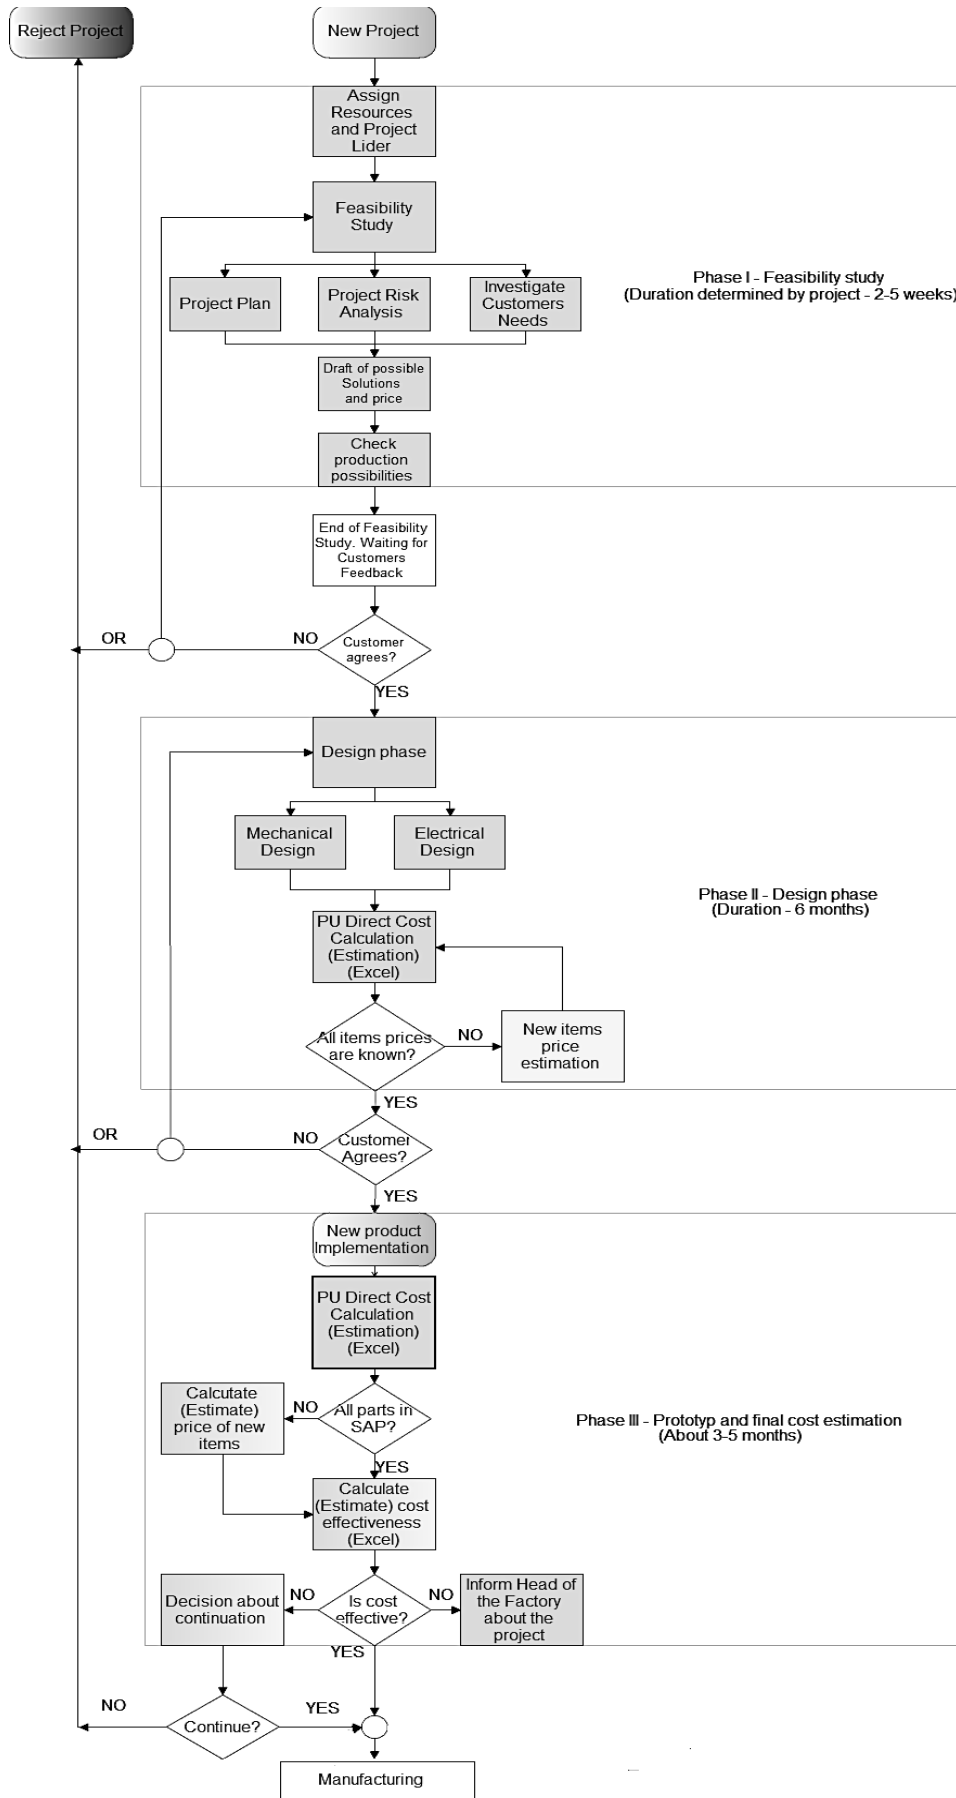 Reject Project
New Project
Assign
Resources
and Project
Lider
Feasibility
Study
Phase I - Feasibility study
(Duration determined by project - 2-5 weeks)
Project Plan
Project Risk
Analysis
Investigate
Customers
Needs
Draft of possible
Solutions
and price
Check
production
possibilities
End of Feasibility
Study. Waiting for
Customers
Feedback
OR
NO
Customer
agrees?
YES
Design phase
Mechanical
Design
Electrical
Design
Phase II - Design phase
(Duration - 6 months)
PU Direct Cost
Calculation
(Estimation)
(Excel)
All items prices
are known?
NO
New items
price
estimation
YES
OR
NO
Customer
Agrees?
YES
New product
Implementation
PU Direct Cost
Calculation
(Estimation)
(Excel)
Calcutate
(Estimate)
price of new
items
NO
All parts in
SAP?
Phase III - Prototyp and final cost estimation
(About 3-5 months)
YES
Calculate
(Estimate) cost
effectiveness
(Excel)
Decision about
continuation
NO
Is cost
effective?
NO
Inform Head of
the Factory
about the
project
YES
NO
Continue?
YES
Manufacturing